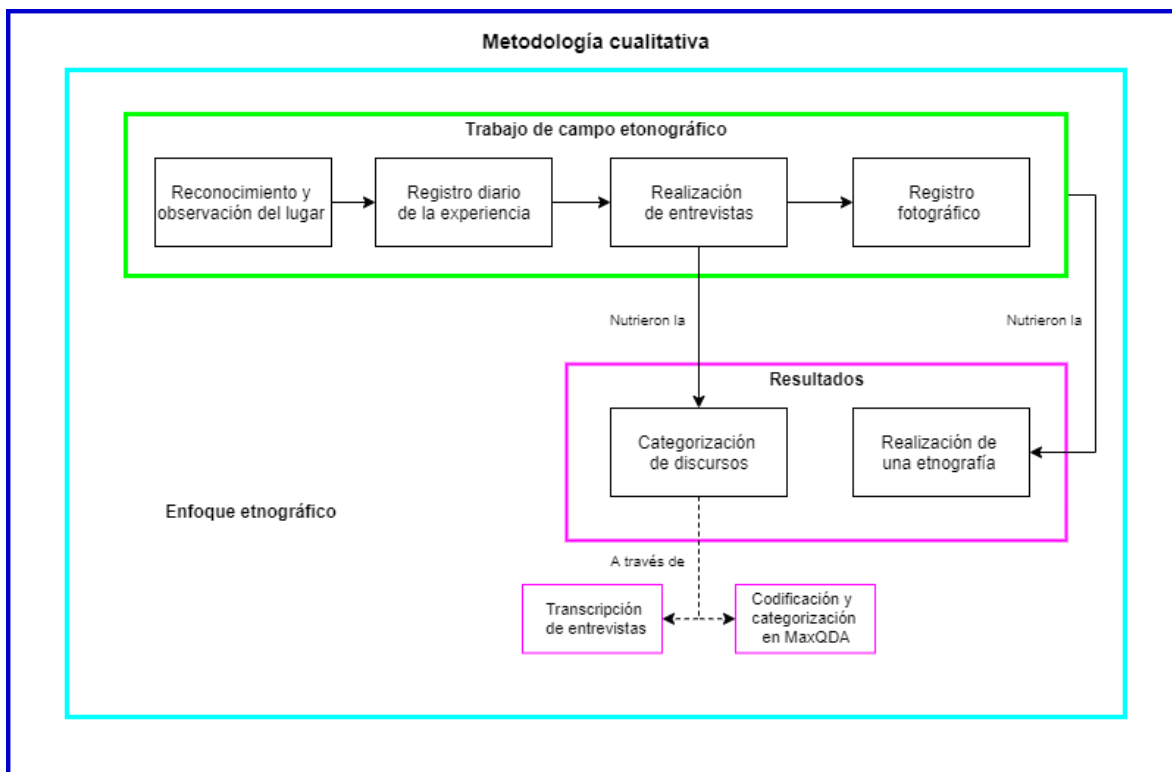 Metodología cualitativa
Trabajo de campo etonográfico
Reconocimiento y
observación del lugar
Registro diario
de la experiencia
Realización
de entrevistas
Registro
fotográfico
Nutrieron la
Nutrieron la
Resultados
Categorización
de discursos
Realización de
una etnografía
Enfoque etnográfico
A través de
Transcripción
de entrevistas
Codificación y
categorización
en MaxQDA